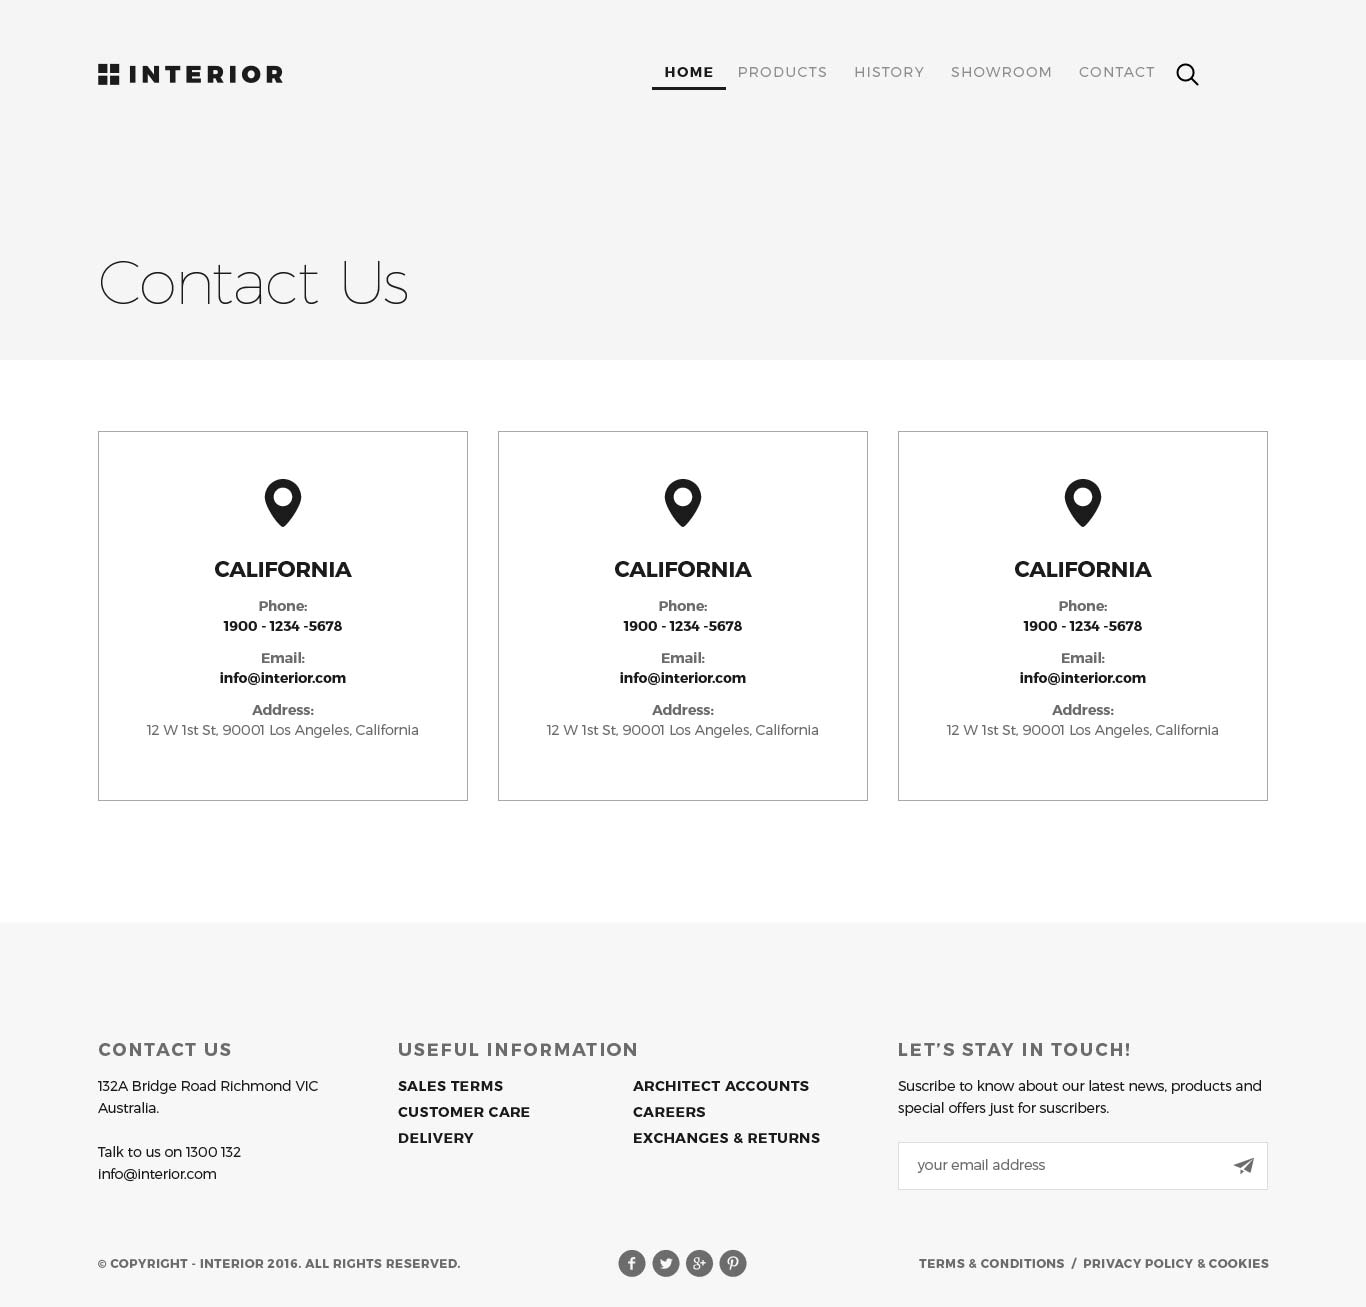 INTERIOR
HOME PRODUCTS HISTORY SHOWROOM CONTACT
Contact Us
CALIFORNIA
Phone:
1900 - 1234 -5678
Email:
info@interior.com
Address:
12 W 1st St, 90001 Los Angeles, California
CALIFORNIA
Phone:
1900 - 1234 -5678
Email:
info@interior.com
Address:
12 W 1st St, 90001 Los Angeles, California
CALIFORNIA
Phone:
1900 - 1234 -5678
Email:
info@interior.com
Address:
12 W 1st St, 90001 Los Angeles, California
CONTACT US
132A Bridge Road Richmond VIC
Australia.
Talk to us on 1300 132
info@interior.com
USEFUL INFORMATION
SALES TERMS
CUSTOMER CARE
DELIVERY
ARCHITECT ACCOUNTS
CAREERS
EXCHANGES & RETURNS
LET'S STAY IN TOUCH!
Suscribe to know about our latest news, products and
special offers just for suscribers.
your email address
© COPYRIGHT - INTERIOR 2016. ALL RIGHTS RESERVED.
TERMS & CONDITIONS / PRIVACY POLICY & COOKIES